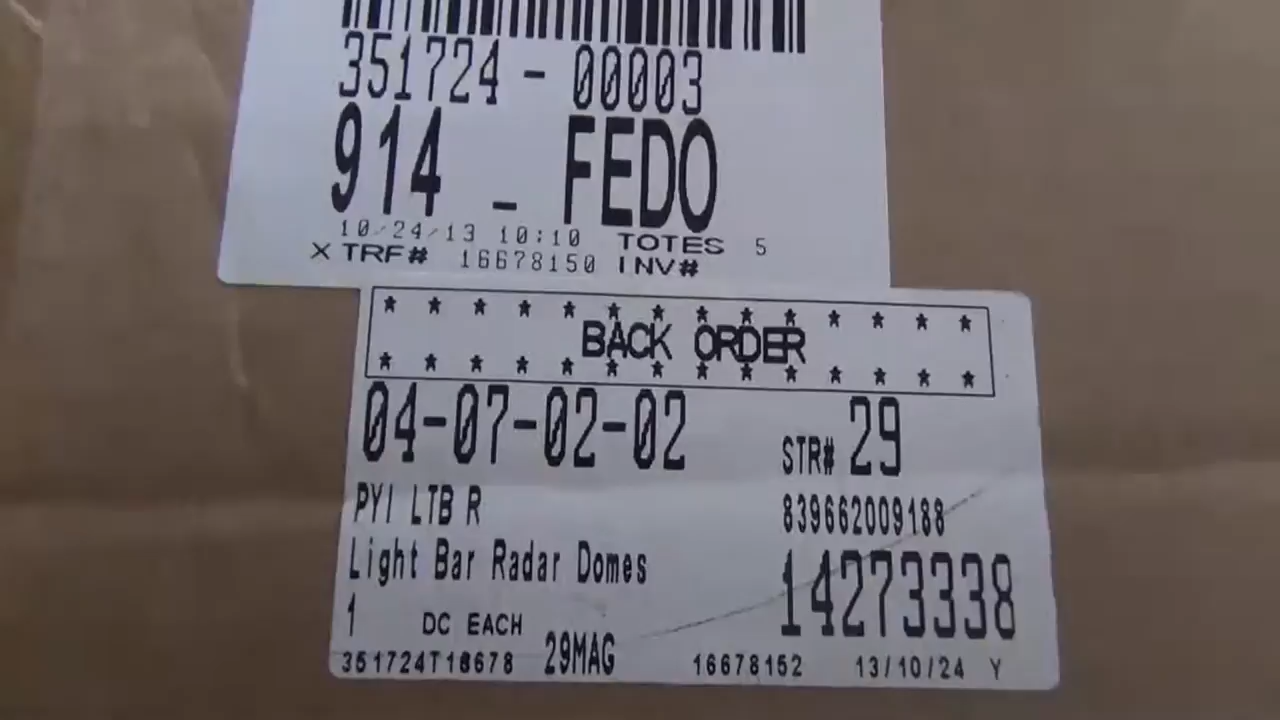 351724 - 00003
914 - FEDO
10/24/13 10:10 TOTES 5
X TRF# 16678150 INV#
* * * * * * * * * * * * * *
BACK ORDER
* * * * * * * * * * * * * *
04-07-02-02 STR# 29
PYI LTB R 839662009188
Light Bar Radar Domes
14273338
1 DC EACH
351724T16678 29MAG 16678152 13/10/24 Y